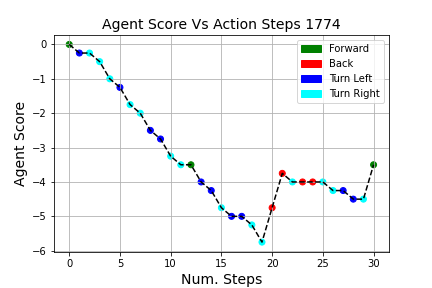 Agent Score Vs Action Steps 1774
Agent Score
0
−1
−2
−3
−4
−5
−6
Forward
Back
Turn Left
Turn Right
0 5 10 15 20 25 30
Num. Steps